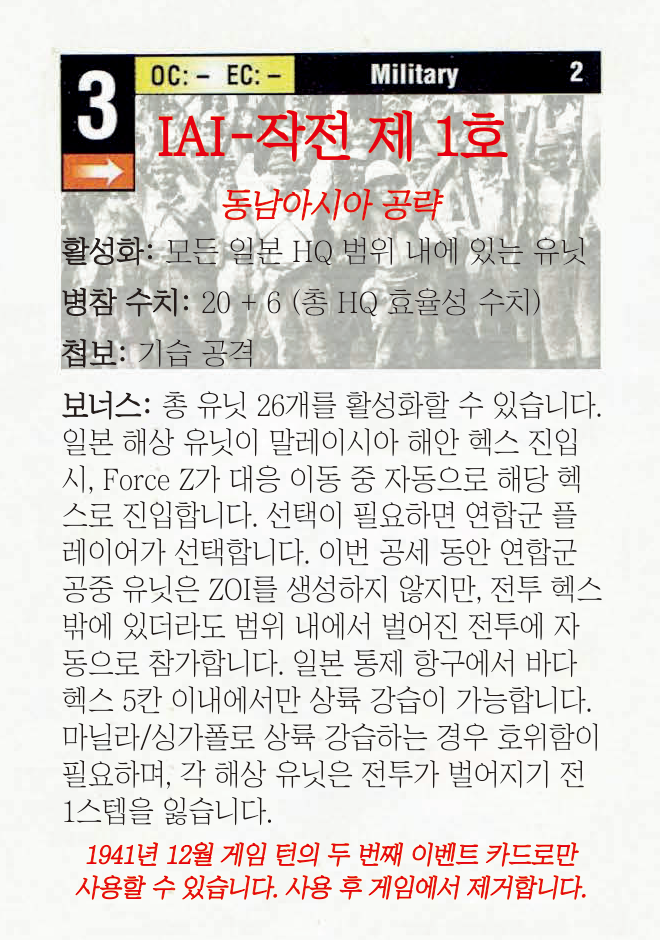 3
OC: – EC: – Military 2
IAI-작전 제 1호
동남아시아 공략
활성화: 모든 일본 HQ 범위 내에 있는 유닛
병참 수치: 20 + 6 (총 HQ 효율성 수치)
첩보: 기습 공격
보너스: 총 유닛 26개를 활성화할 수 있습니다.
일본 해상 유닛이 말레이시아 해안 헥스 진입
시, Force Z가 대응 이동 중 자동으로 해당 헥
스로 진입합니다. 선택이 필요하면 연합군 플
레이어가 선택합니다. 이번 공세 동안 연합군
공중 유닛은 ZOI를 생성하지 않지만, 전투 헥스
밖에 있더라도 범위 내에서 벌어진 전투에 자
동으로 참가합니다. 일본 통제 항구에서 바다
헥스 5칸 이내에서만 상륙 강습이 가능합니다.
마닐라/싱가폴로 상륙 강습하는 경우 호위함이
필요하며, 각 해상 유닛은 전투가 벌어지기 전
1스텝을 잃습니다.
1941년 12월 게임 턴의 두 번째 이벤트 카드로만
사용할 수 있습니다. 사용 후 게임에서 제거합니다.